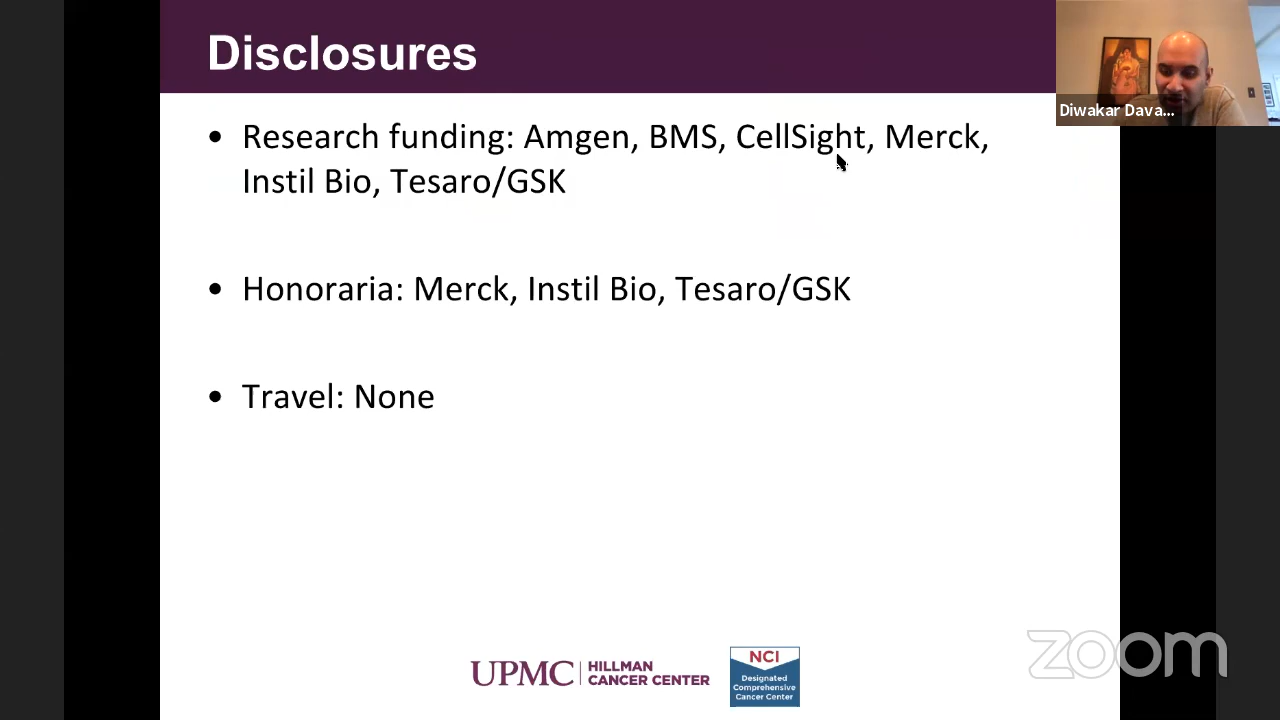 Disclosures
Diwakar Dava...
• Research funding: Amgen, BMS, CellSight, Merck,
Instil Bio, Tesaro/GSK
• Honoraria: Merck, Instil Bio, Tesaro/GSK
• Travel: None
UPMC | HILLMAN
CANCER CENTER
NCI
Designated
Comprehensive
Cancer Center
zoom